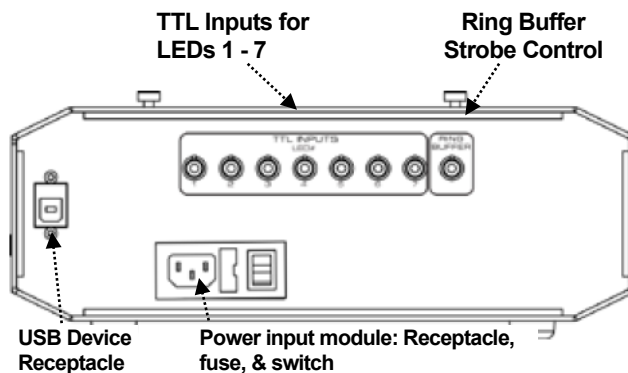 TTL Inputs for
LEDs 1 - 7
Ring Buffer
Strobe Control
TTL INPUTS
LED#
1 2 3 4 5 6 7
RING
BUFFER
USB Device
Receptacle
Power input module: Receptacle,
fuse, & switch